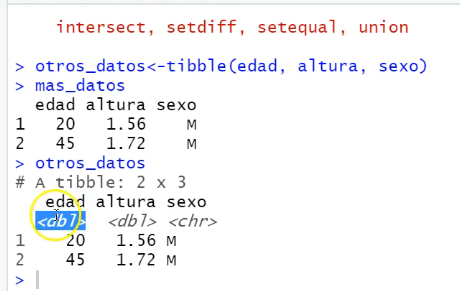 intersect, setdiff, setequal, union
> otros_datos<-tibble(edad, altura, sexo)
> mas_datos
edad altura sexo
1 20 1.56 M
2 45 1.72 M
> otros_datos
# A tibble: 2 x 3
edad altura sexo
<dbl> <dbl> <chr>
1 20 1.56 M
2 45 1.72 M
>